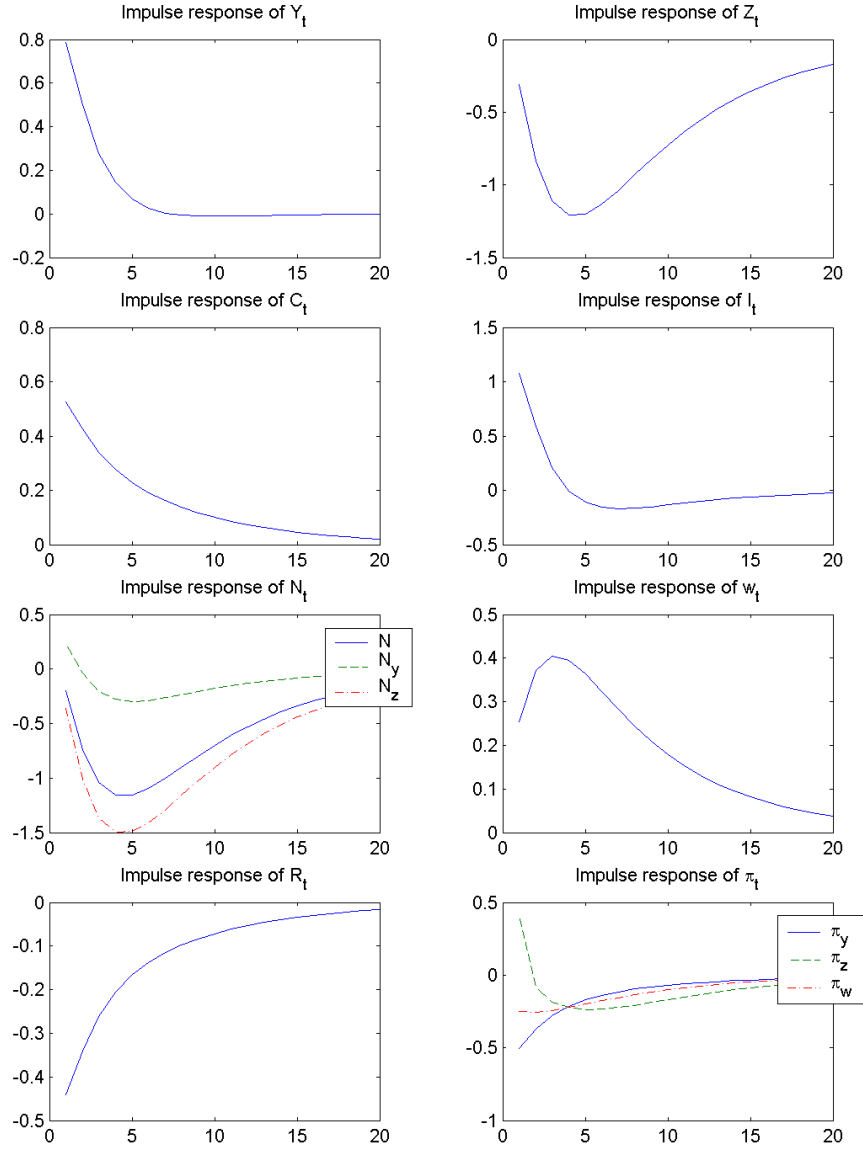 Impulse response of Y_t
0.8
0.6
0.4
0.2
0
-0.2
0 5 10 15 20
Impulse response of Z_t
0
-0.5
-1
-1.5
0 5 10 15 20
Impulse response of C_t
0.8
0.6
0.4
0.2
0
0 5 10 15 20
Impulse response of I_t
1.5
1
0.5
0
-0.5
0 5 10 15 20
Impulse response of N_t
0.5
0
-0.5
-1
-1.5
0 5 10 15 20
N
N_y
N_z
Impulse response of w_t
0.5
0.4
0.3
0.2
0.1
0
0 5 10 15 20
Impulse response of R_t
0
-0.1
-0.2
-0.3
-0.4
-0.5
0 5 10 15 20
Impulse response of π_t
0.5
0
-0.5
-1
0 5 10 15 20
π_y
π_z
π_w